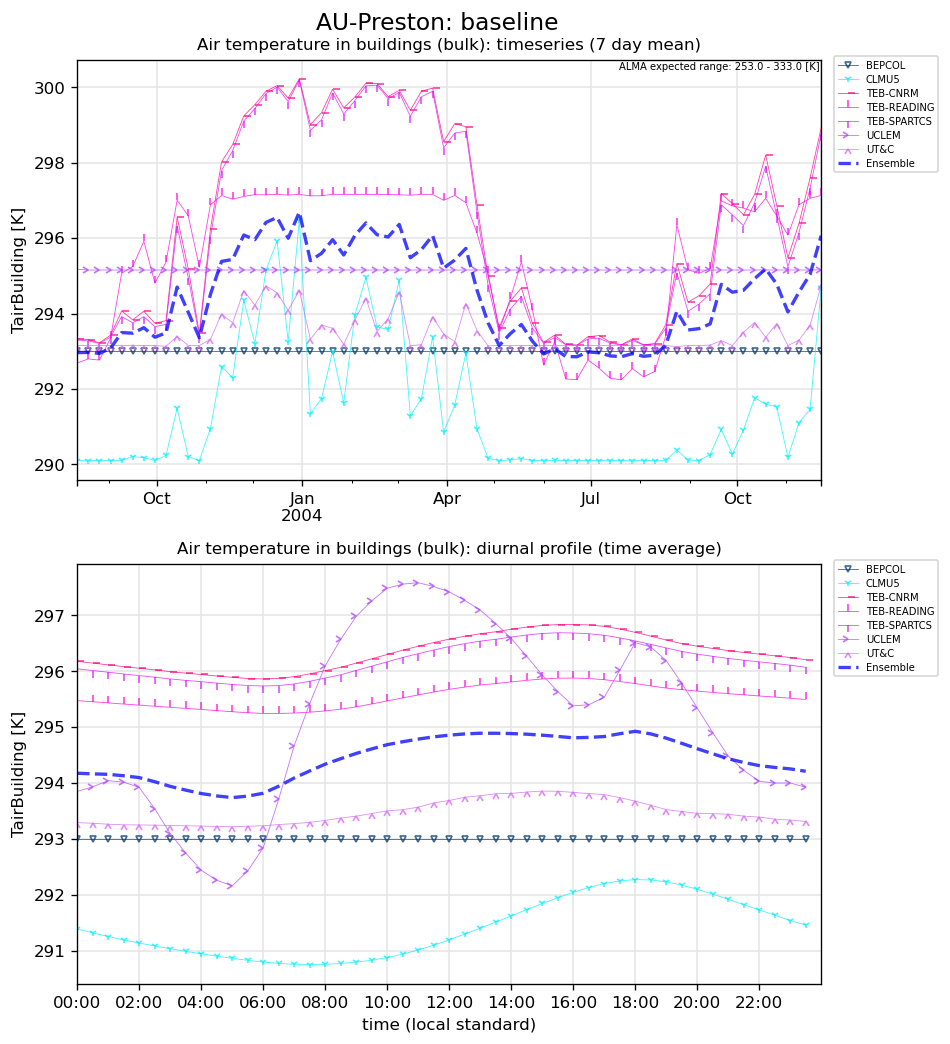 AU-Preston: baseline
Air temperature in buildings (bulk): timeseries (7 day mean)
ALMA expected range: 253.0 - 333.0 [K]
TairBuilding [K]
300
298
296
294
292
290
Oct
Jan
2004
Apr
Jul
Oct
BEPCOL
CLMU5
TEB-CNRM
TEB-READING
TEB-SPARTCS
UCLEM
UT&C
Ensemble
Air temperature in buildings (bulk): diurnal profile (time average)
TairBuilding [K]
297
296
295
294
293
292
291
00:00
02:00
04:00
06:00
08:00
10:00
12:00
14:00
16:00
18:00
20:00
22:00
time (local standard)
BEPCOL
CLMU5
TEB-CNRM
TEB-READING
TEB-SPARTCS
UCLEM
UT&C
Ensemble